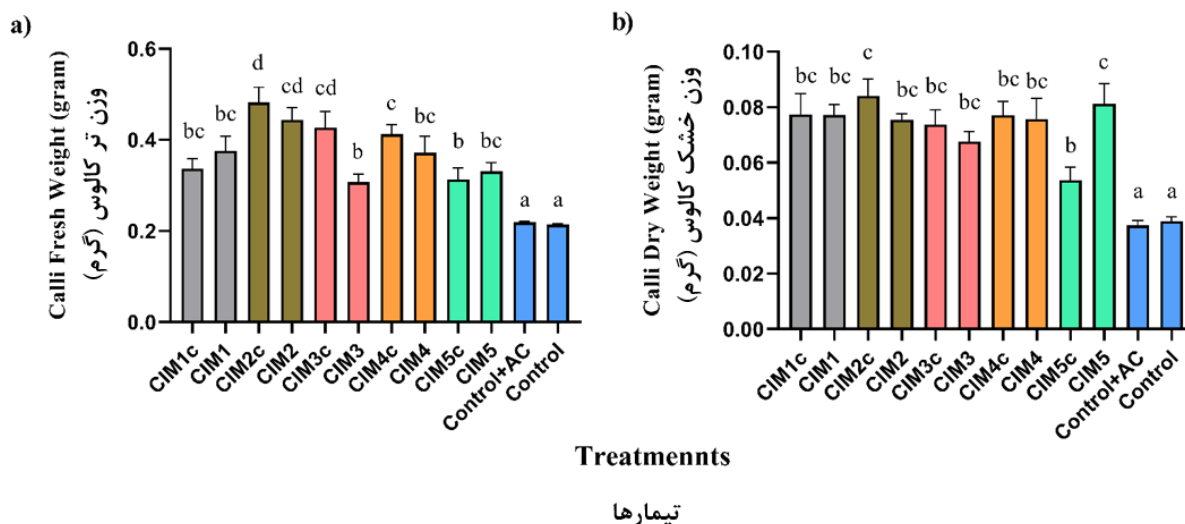 a)
Calli Fresh Weight (gram)
وزن تر کالوس (گرم)
0.6
0.4
0.2
0.0
bc
bc
d
cd
cd
b
c
bc
b
bc
a
a
CIM1c
CIM1
CIM2c
CIM2
CIM3c
CIM3
CIM4c
CIM4
CIM5c
CIM5
Control+AC
Control
b)
Calli Dry Weight (gram)
وزن خشک کالوس (گرم)
0.10
0.08
0.06
0.04
0.02
0.00
bc
bc
c
bc
bc
bc
bc
bc
b
c
a
a
CIM1c
CIM1
CIM2c
CIM2
CIM3c
CIM3
CIM4c
CIM4
CIM5c
CIM5
Control+AC
Control
Treatmennts
تیمارها